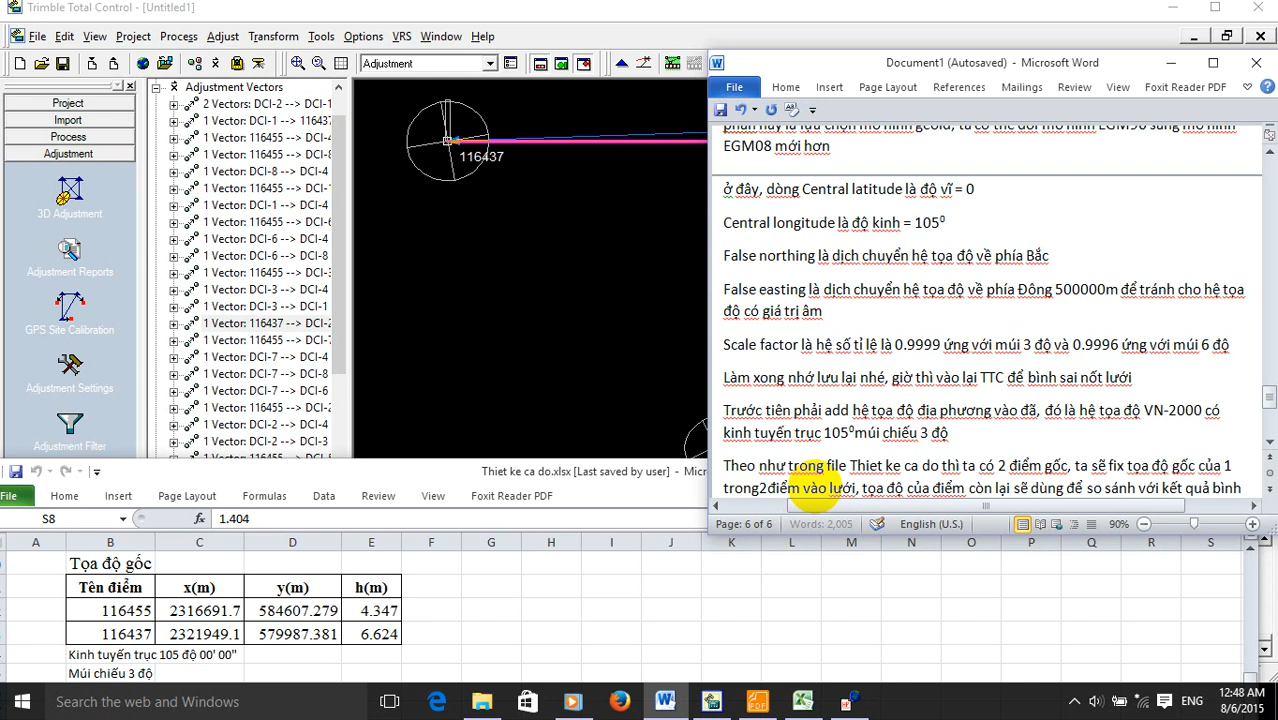 Trimble Total Control - [Untitled1]
File Edit View Project Process Adjust Transform Tools Options VRS Window Help
Adjustment
Project
Import
Process
Adjustment
3D Adjustment
Adjustment Reports
GPS Site Calibration
Adjustment Settings
Adjustment Filter
Adjustment Vectors
2 Vectors: DCI-2 --> DCI-1
1 Vector: DCI-1 --> 116437
1 Vector: 116455 --> DCI-4
1 Vector: DCI-8 --> DCI-4
1 Vector: 116455 --> DCI-8
1 Vector: DCI-1 --> DCI-4
1 Vector: 116455 --> DCI-6
1 Vector: DCI-6 --> DCI-4
1 Vector: DCI-6 --> DCI-8
1 Vector: 116455 --> DCI-3
1 Vector: DCI-3 --> DCI-4
1 Vector: DCI-3 --> DCI-1
1 Vector: 116437 --> DCI-2
1 Vector: 116455 --> DCI-7
1 Vector: DCI-7 --> DCI-4
1 Vector: DCI-7 --> DCI-8
1 Vector: DCI-7 --> DCI-6
1 Vector: 116455 --> DCI-2
1 Vector: DCI-2 --> DCI-3
1 Vector: DCI-2 --> DCI-4
116437
Document1 (Autosaved) - Microsoft Word
File Home Insert Page Layout References Mailings Review View Foxit Reader PDF
phần này là lựa chọn mô hình geoid, ta có thể đưa mô hình EGM96 sang mô hình
EGM08 mới hơn
ở đây, dòng Central latitude là độ vĩ = 0
Central longitude là độ kinh = 105⁰
False northing là dịch chuyển hệ tọa độ về phía Bắc
False easting là dịch chuyển hệ tọa độ về phía Đông 500000m để tránh cho hệ tọa
độ có giá trị âm
Scale factor là hệ số tỉ lệ là 0.9999 ứng với múi 3 độ và 0.9996 ứng với múi 6 độ
Làm xong nhớ lưu lại nhé, giờ thì vào lại TTC để bình sai nốt lưới
Trước tiên phải add hệ tọa độ địa phương vào đã, đó là hệ tọa độ VN-2000 có
kinh tuyến trục 105⁰múi chiếu 3 độ
Theo như trong file Thiet ke ca do thì ta có 2 điểm gốc, ta sẽ fix tọa độ gốc của 1
trong2điểm vào lưới, tọa độ của điểm còn lại sẽ dùng để so sánh với kết quả bình
Page: 6 of 6 Words: 2,005 English (U.S.) 90%
Thiet ke ca do.xlsx [Last saved by user] - Micro
File Home Insert Page Layout Formulas Data Review View Foxit Reader PDF
S8 fx 1.404
A B C D E F G H I J K L M N O P Q R S
Tọa độ gốc
Tên điểm x(m) y(m) h(m)
116455 2316691.7 584607.279 4.347
116437 2321949.1 579987.381 6.624
Kinh tuyến trục 105 độ 00' 00"
Múi chiếu 3 độ
Search the web and Windows
ENG
12:48 AM
8/6/2015